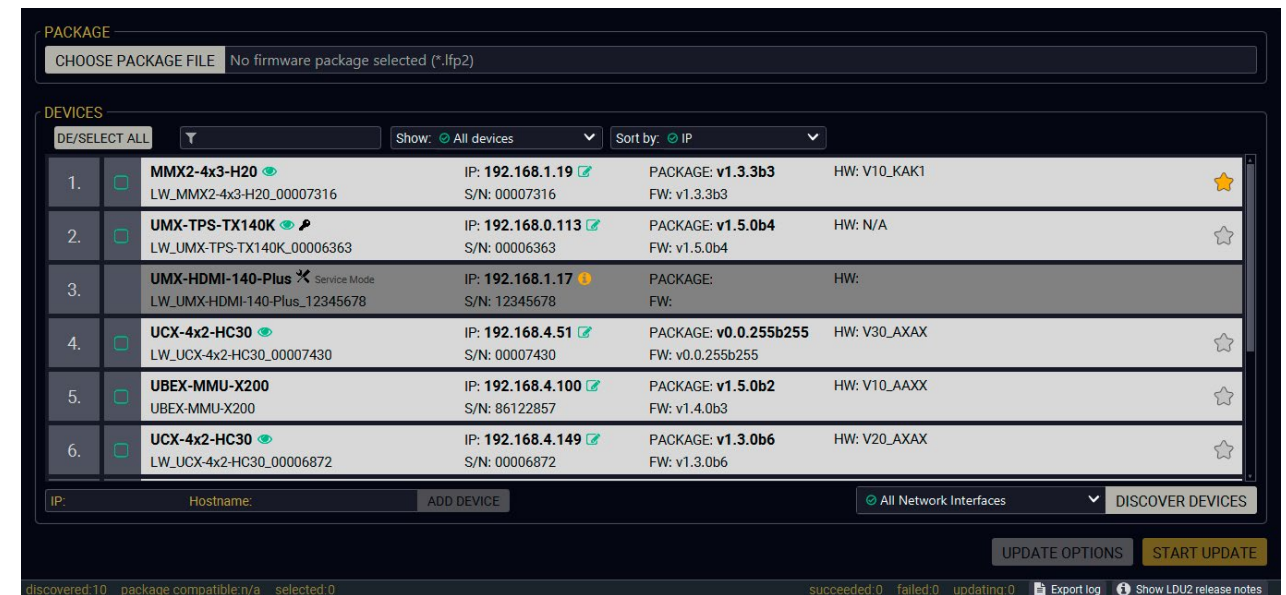 PACKAGE
CHOOSE PACKAGE FILE No firmware package selected (*.lfp2)
DEVICES
DE/SELECT ALL Show: All devices Sort by: IP
1. MMX2-4x3-H20 IP: 192.168.1.19 PACKAGE: v1.3.3b3 HW: V10_KAK1
LW_MMX2-4x3-H20_00007316 S/N: 00007316 FW: v1.3.3b3
2. UMX-TPS-TX140K IP: 192.168.0.113 PACKAGE: v1.5.0b4 HW: N/A
LW_UMX-TPS-TX140K_00006363 S/N: 00006363 FW: v1.5.0b4
3. UMX-HDMI-140-Plus Service Mode IP: 192.168.1.17 PACKAGE: HW:
LW_UMX-HDMI-140-Plus_12345678 S/N: 12345678 FW:
4. UCX-4x2-HC30 IP: 192.168.4.51 PACKAGE: v0.0.255b255 HW: V30_AXAX
LW_UCX-4x2-HC30_00007430 S/N: 00007430 FW: v0.0.255b255
5. UBEX-MMU-X200 IP: 192.168.4.100 PACKAGE: v1.5.0b2 HW: V10_AAXX
UBEX-MMU-X200 S/N: 86122857 FW: v1.4.0b3
6. UCX-4x2-HC30 IP: 192.168.4.149 PACKAGE: v1.3.0b6 HW: V20_AXAX
LW_UCX-4x2-HC30_00006872 S/N: 00006872 FW: v1.3.0b6
IP: Hostname: ADD DEVICE All Network Interfaces DISCOVER DEVICES
UPDATE OPTIONS START UPDATE
discovered:10 package compatible:n/a selected:0 succeeded:0 failed:0 updating:0 Export log Show LDU2 release notes